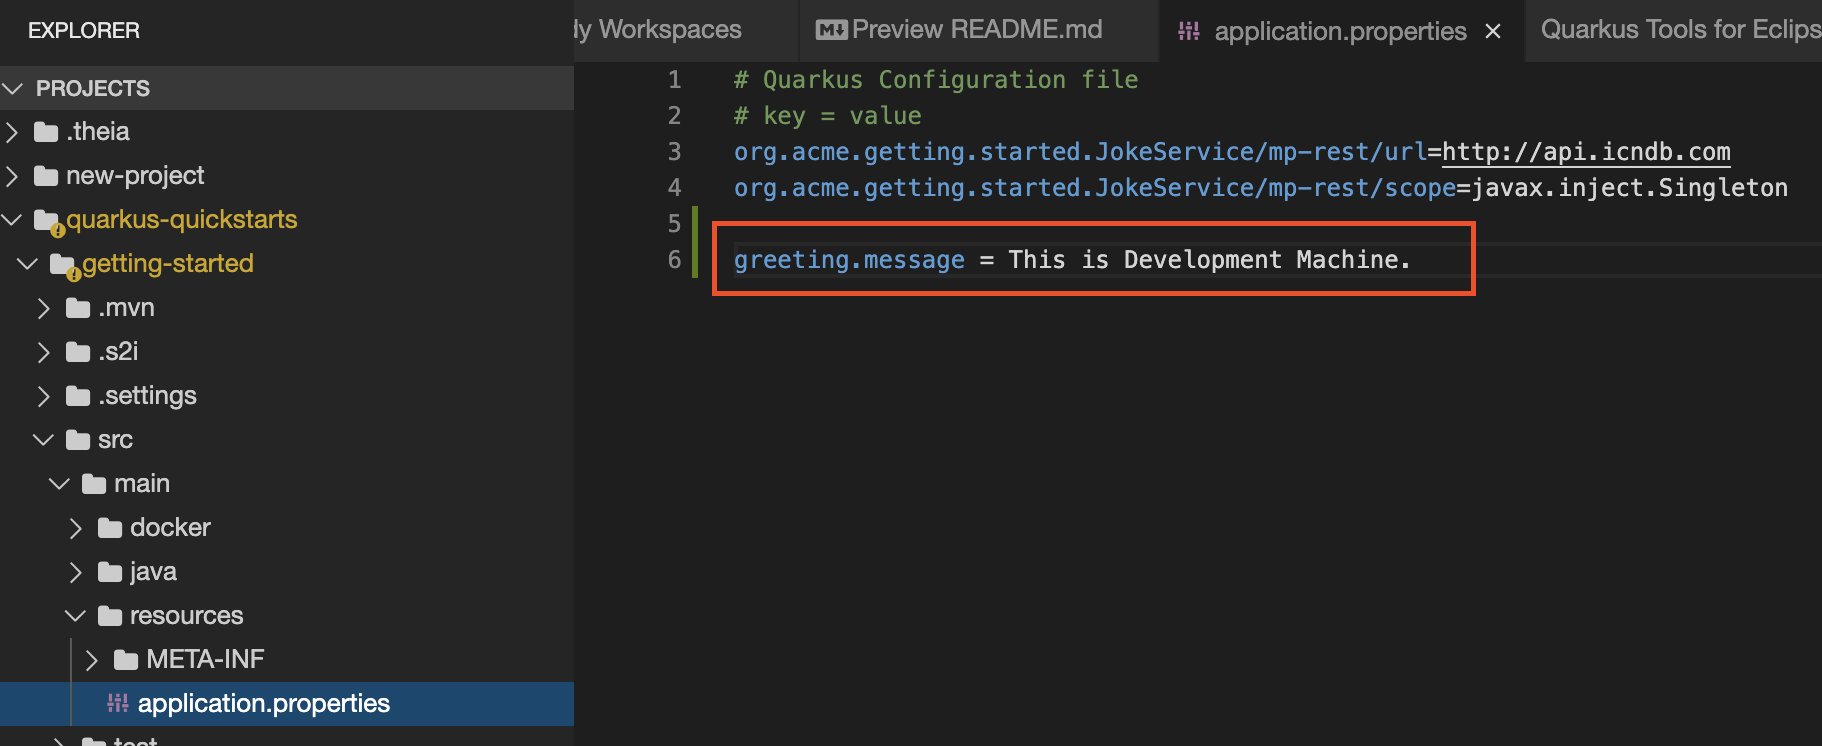 EXPLORER
PROJECTS
.theia
new-project
quarkus-quickstarts
getting-started
.mvn
.s2i
.settings
src
main
docker
java
resources
META-INF
application.properties
test
Workspaces
Preview README.md
application.properties
Quarkus Tools for
1 # Quarkus Configuration file
2 # key = value
3 org.acme.getting.started.JokeService/mp-rest/url=http://api.icndb.com
4 org.acme.getting.started.JokeService/mp-rest/scope=javax.inject.Singleton
5
6 greeting.message = This is Development Machine.